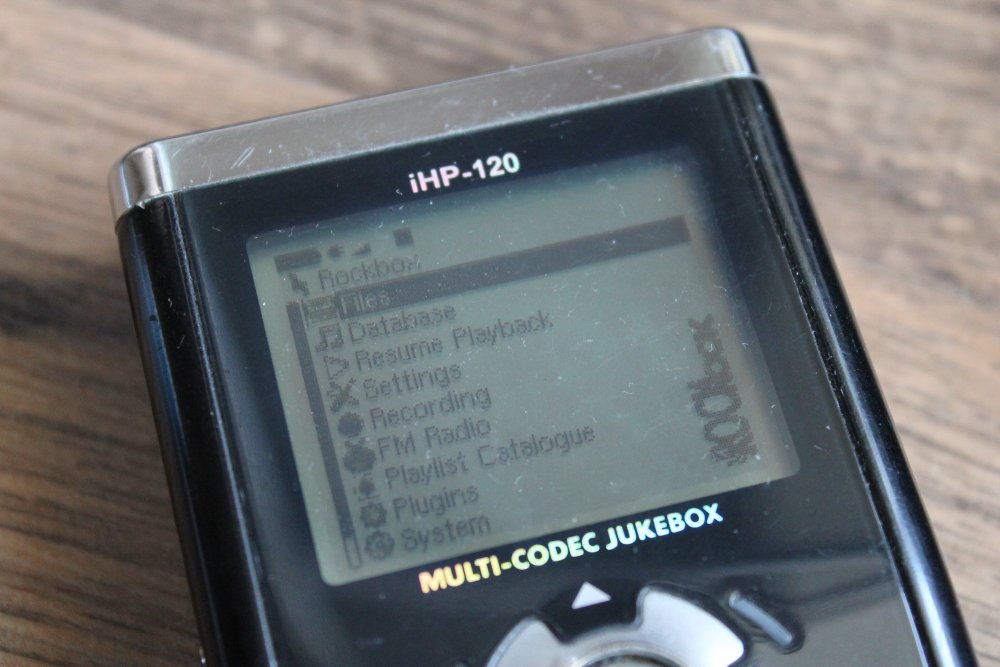 iHP-120
Rockbox
Files
Database
Resume Playback
Settings
Recording
FM Radio
Playlist Catalogue
Plugins
System
ROCKbox
MULTI-CODEC JUKEBOX